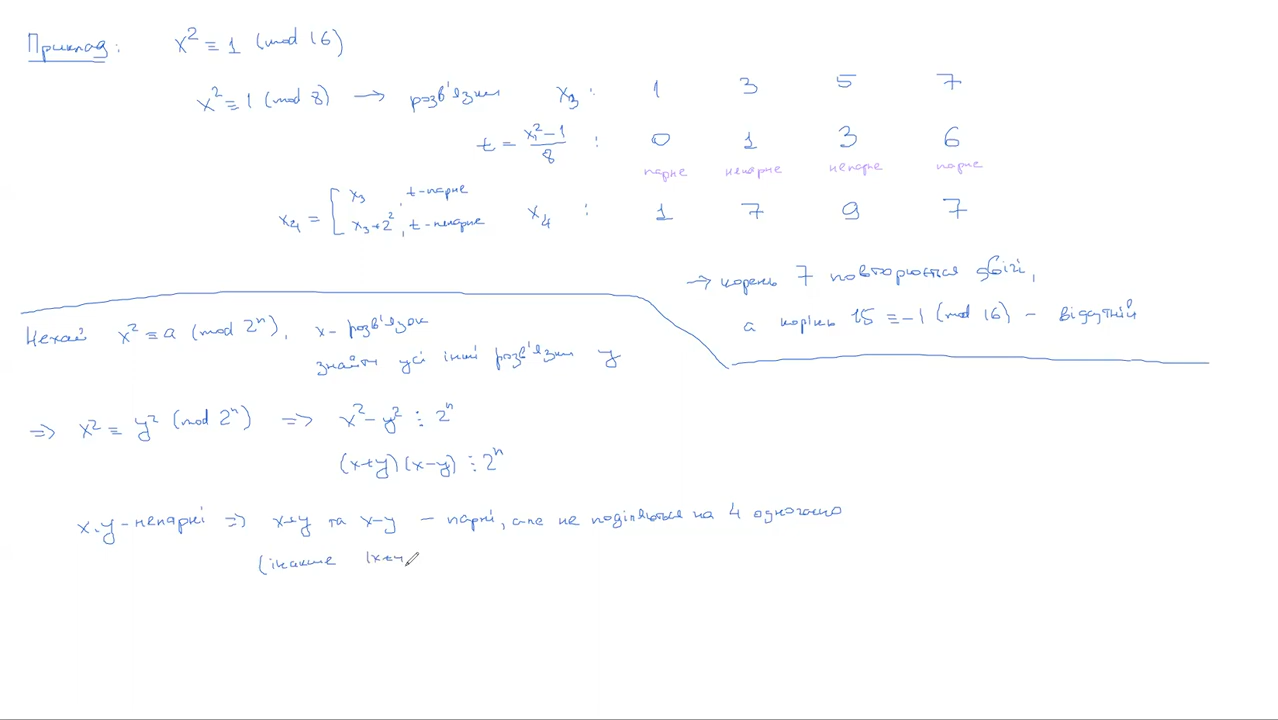 Приклад: x² ≡ 1 (mod 16)
x² ≡ 1 (mod 8) → розв'язки x₃: 1 3 5 7
t = (x₃² − 1)/8 : 0 1 3 6
парне непарне непарне парне
x₄ = [ x₃, t-парне
x₃+2², t-непарне
x₄ : 1 7 9 7
→ корень 7 повторюється двічі,
а корінь 15 ≡ −1 (mod 16) – відсутній
Нехай x² ≡ a (mod 2ⁿ), x – розв'язок
знайти усі інші розв'язки y
⇒ x² ≡ y² (mod 2ⁿ) ⇒ x² − y² ⋮ 2ⁿ
(x+y)(x−y) ⋮ 2ⁿ
x, y – непарні ⇒ x+y та x−y – парні, але не поділяються на 4 одночасно
(інакше (x+y